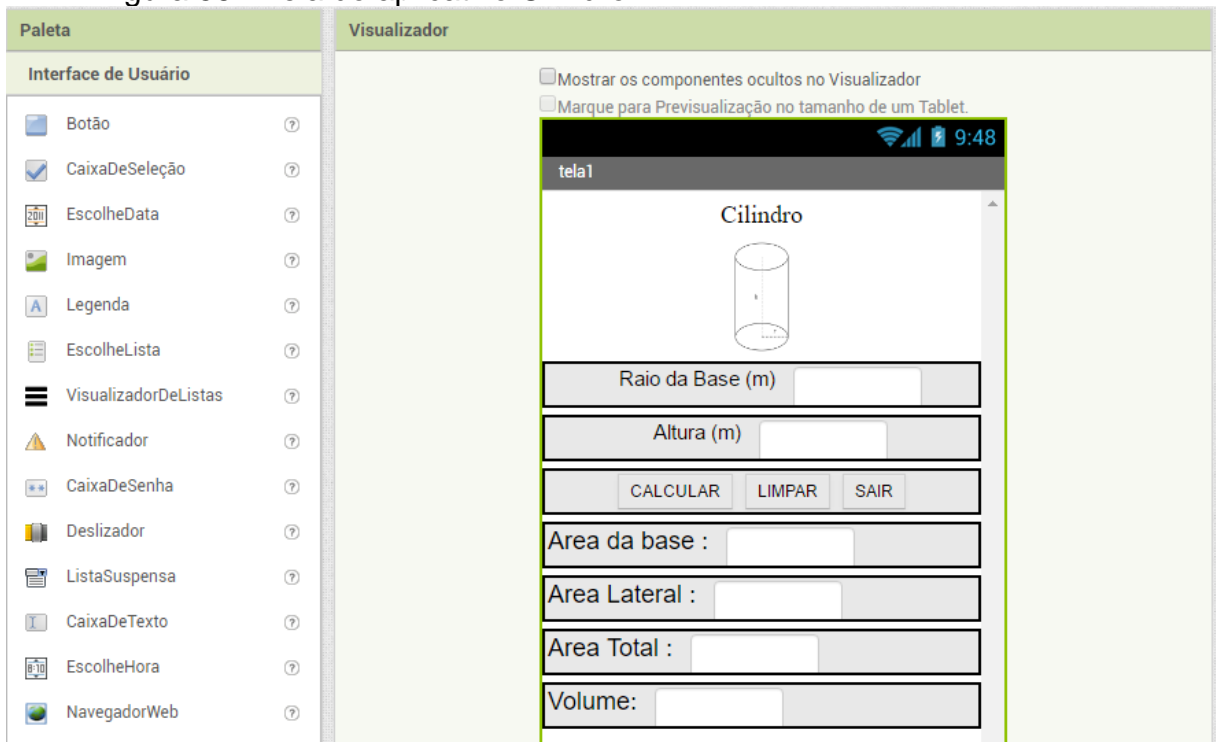 Paleta
Interface de Usuário
Botão
CaixaDeSeleção
EscolheData
Imagem
Legenda
EscolheLista
VisualizadorDeListas
Notificador
CaixaDeSenha
Deslizador
ListaSuspensa
CaixaDeTexto
EscolheHora
NavegadorWeb
Visualizador
Mostrar os componentes ocultos no Visualizador
Marque para Previsualização no tamanho de um Tablet.
9:48
tela1
Cilindro
h
r
Raio da Base (m)
Altura (m)
CALCULAR LIMPAR SAIR
Area da base :
Area Lateral :
Area Total :
Volume: